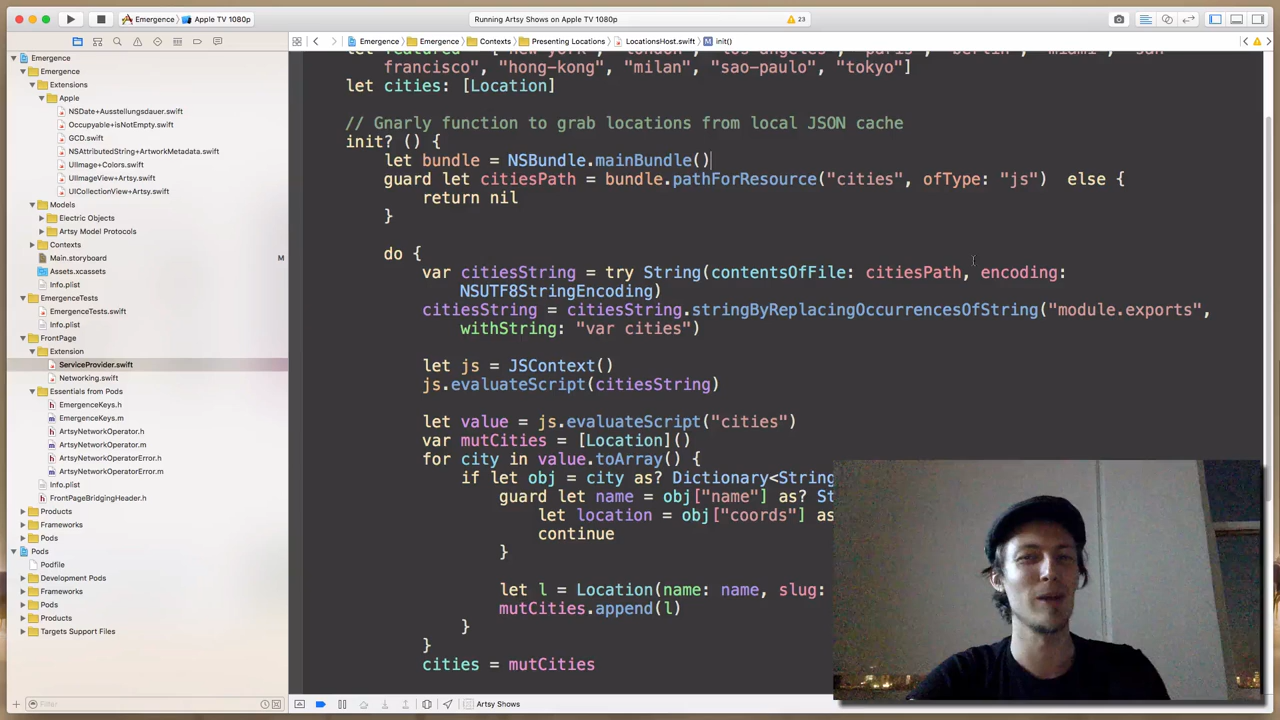 Emergence
Apple TV 1080p
Running Artsy Shows on Apple TV 1080p
23
Emergence
Emergence
Contexts
Presenting Locations
LocationsHost.swift
M
init()
Emergence
Emergence
Extensions
Apple
NSDate+Ausstellungsdauer.swift
Occupyable+isNotEmpty.swift
GCD.swift
NSAttributedString+ArtworkMetadata.swift
UIImage+Colors.swift
UIImageView+Artsy.swift
UICollectionView+Artsy.swift
Models
Electric Objects
Artsy Model Protocols
Contexts
Main.storyboard
M
Assets.xcassets
Info.plist
EmergenceTests
EmergenceTests.swift
Info.plist
FrontPage
Extension
ServiceProvider.swift
Networking.swift
Essentials from Pods
EmergenceKeys.h
EmergenceKeys.m
ArtsyNetworkOperator.h
ArtsyNetworkOperator.m
ArtsyNetworkOperatorError.h
ArtsyNetworkOperatorError.m
Info.plist
FrontPageBridgingHeader.h
Products
Frameworks
Pods
Pods
Podfile
Development Pods
Frameworks
Pods
Products
Targets Support Files
Filter
francisco", "hong-kong", "milan", "sao-paulo", "tokyo"]
let cities: [Location]
// Gnarly function to grab locations from local JSON cache
init? () {
let bundle = NSBundle.mainBundle()
guard let citiesPath = bundle.pathForResource("cities", ofType: "js")  else {
return nil
}
do {
var citiesString = try String(contentsOfFile: citiesPath, encoding:
NSUTF8StringEncoding)
citiesString = citiesString.stringByReplacingOccurrencesOfString("module.exports",
withString: "var cities")
let js = JSContext()
js.evaluateScript(citiesString)
let value = js.evaluateScript("cities")
var mutCities = [Location]()
for city in value.toArray() {
if let obj = city as? Dictionary<String
guard let name = obj["name"] as? St
let location = obj["coords"] as
continue
}
let l = Location(name: name, slug:
mutCities.append(l)
}
}
cities = mutCities
Artsy Shows